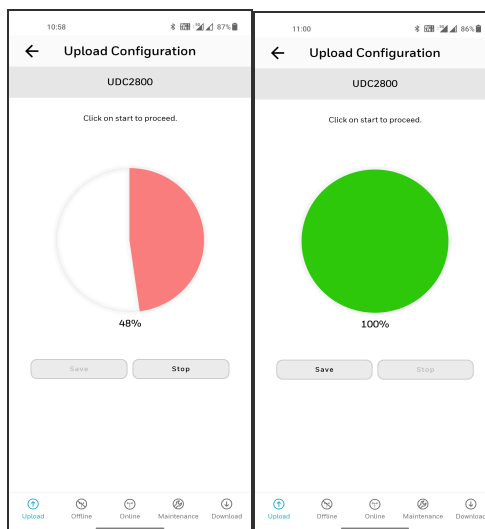 10:58 87%
Upload Configuration
UDC2800
Click on start to proceed.
48%
Save Stop
Upload Offline Online Maintenance Download
11:00 86%
Upload Configuration
UDC2800
Click on start to proceed.
100%
Save Stop
Upload Offline Online Maintenance Download